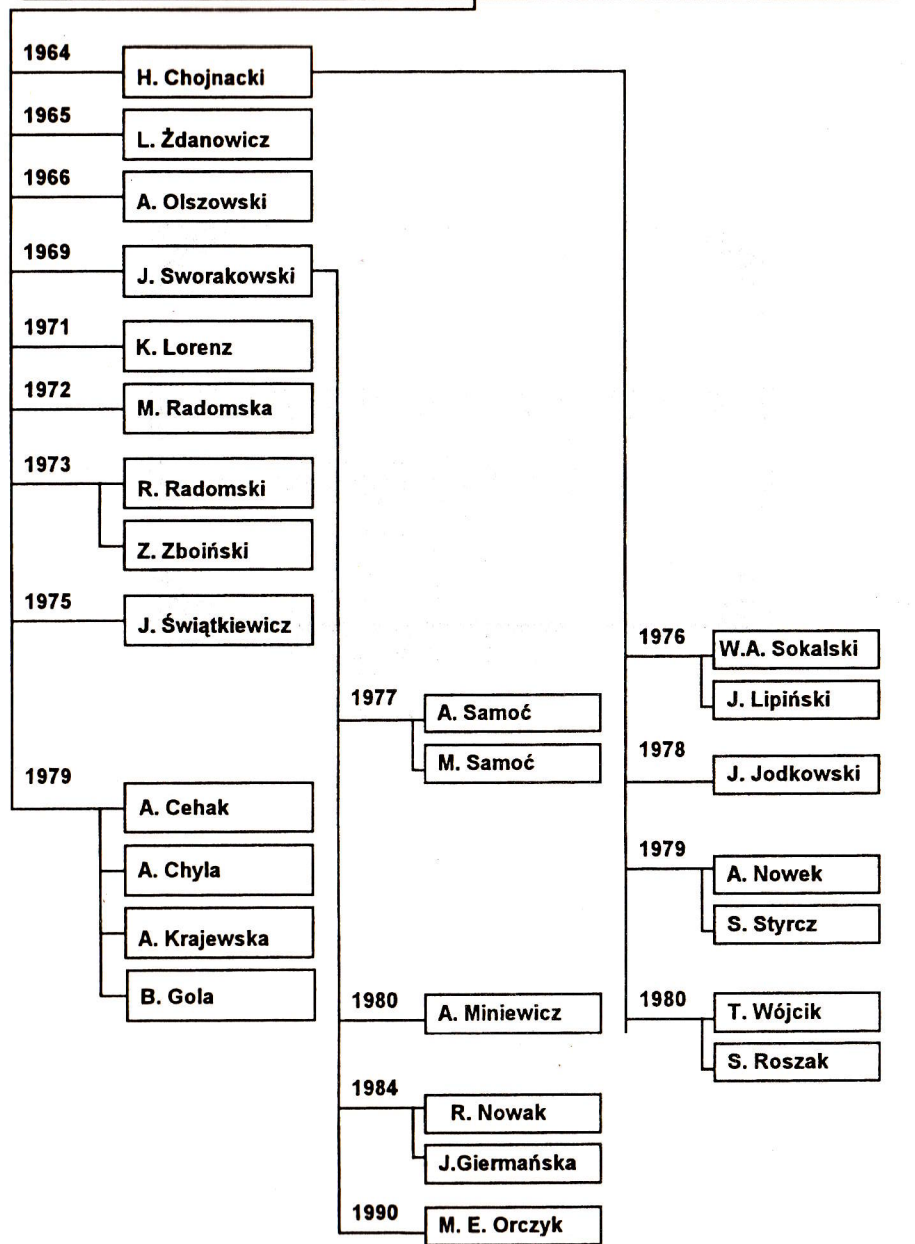 1964
H. Chojnacki
1965
L. Żdanowicz
1966
A. Olszowski
1969
J. Sworakowski
1971
K. Lorenz
1972
M. Radomska
1973
R. Radomski
Z. Zboiński
1975
J. Świątkiewicz
1979
A. Cehak
A. Chyla
A. Krajewska
B. Gola
1977
A. Samoć
M. Samoć
1980
A. Miniewicz
1984
R. Nowak
J.Giermańska
1990
M. E. Orczyk
1976
W.A. Sokalski
J. Lipiński
1978
J. Jodkowski
1979
A. Nowek
S. Styrcz
1980
T. Wójcik
S. Roszak